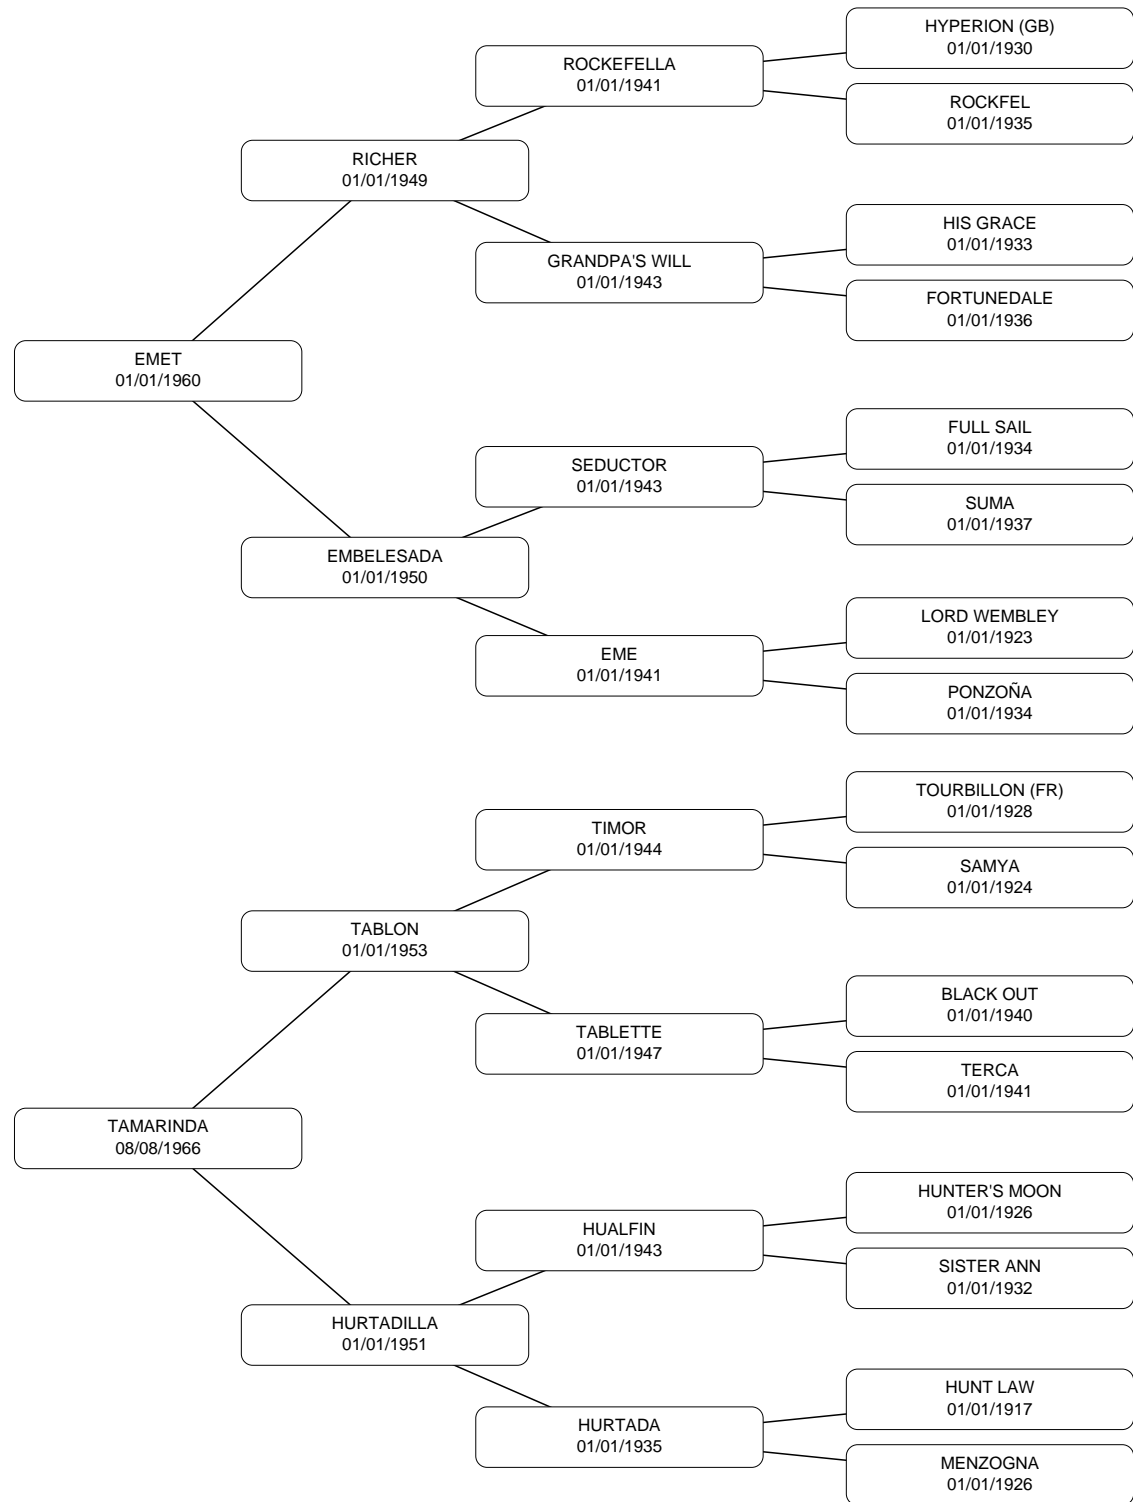 HYPERION (GB)
01/01/1930
ROCKEFELLA
01/01/1941
ROCKFEL
01/01/1935
RICHER
01/01/1949
HIS GRACE
01/01/1933
GRANDPA'S WILL
01/01/1943
FORTUNEDALE
01/01/1936
EMET
01/01/1960
FULL SAIL
01/01/1934
SEDUCTOR
01/01/1943
SUMA
01/01/1937
EMBELESADA
01/01/1950
LORD WEMBLEY
01/01/1923
EME
01/01/1941
PONZOÑA
01/01/1934
TOURBILLON (FR)
01/01/1928
TIMOR
01/01/1944
SAMYA
01/01/1924
TABLON
01/01/1953
BLACK OUT
01/01/1940
TABLETTE
01/01/1947
TERCA
01/01/1941
TAMARINDA
08/08/1966
HUNTER'S MOON
01/01/1926
HUALFIN
01/01/1943
SISTER ANN
01/01/1932
HURTADILLA
01/01/1951
HUNT LAW
01/01/1917
HURTADA
01/01/1935
MENZOGNA
01/01/1926